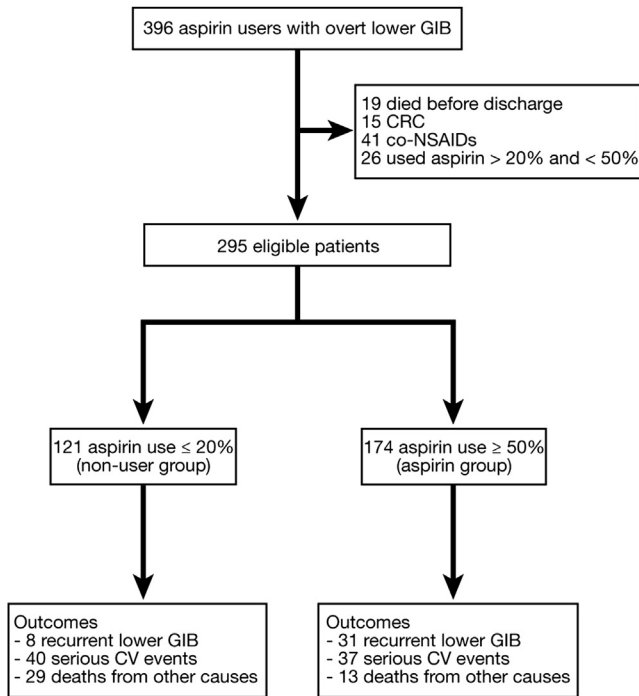 396 aspirin users with overt lower GIB
19 died before discharge
15 CRC
41 co-NSAIDs
26 used aspirin > 20% and < 50%
295 eligible patients
121 aspirin use ≤ 20%
(non-user group)
174 aspirin use ≥ 50%
(aspirin group)
Outcomes
- 8 recurrent lower GIB
- 40 serious CV events
- 29 deaths from other causes
Outcomes
- 31 recurrent lower GIB
- 37 serious CV events
- 13 deaths from other causes